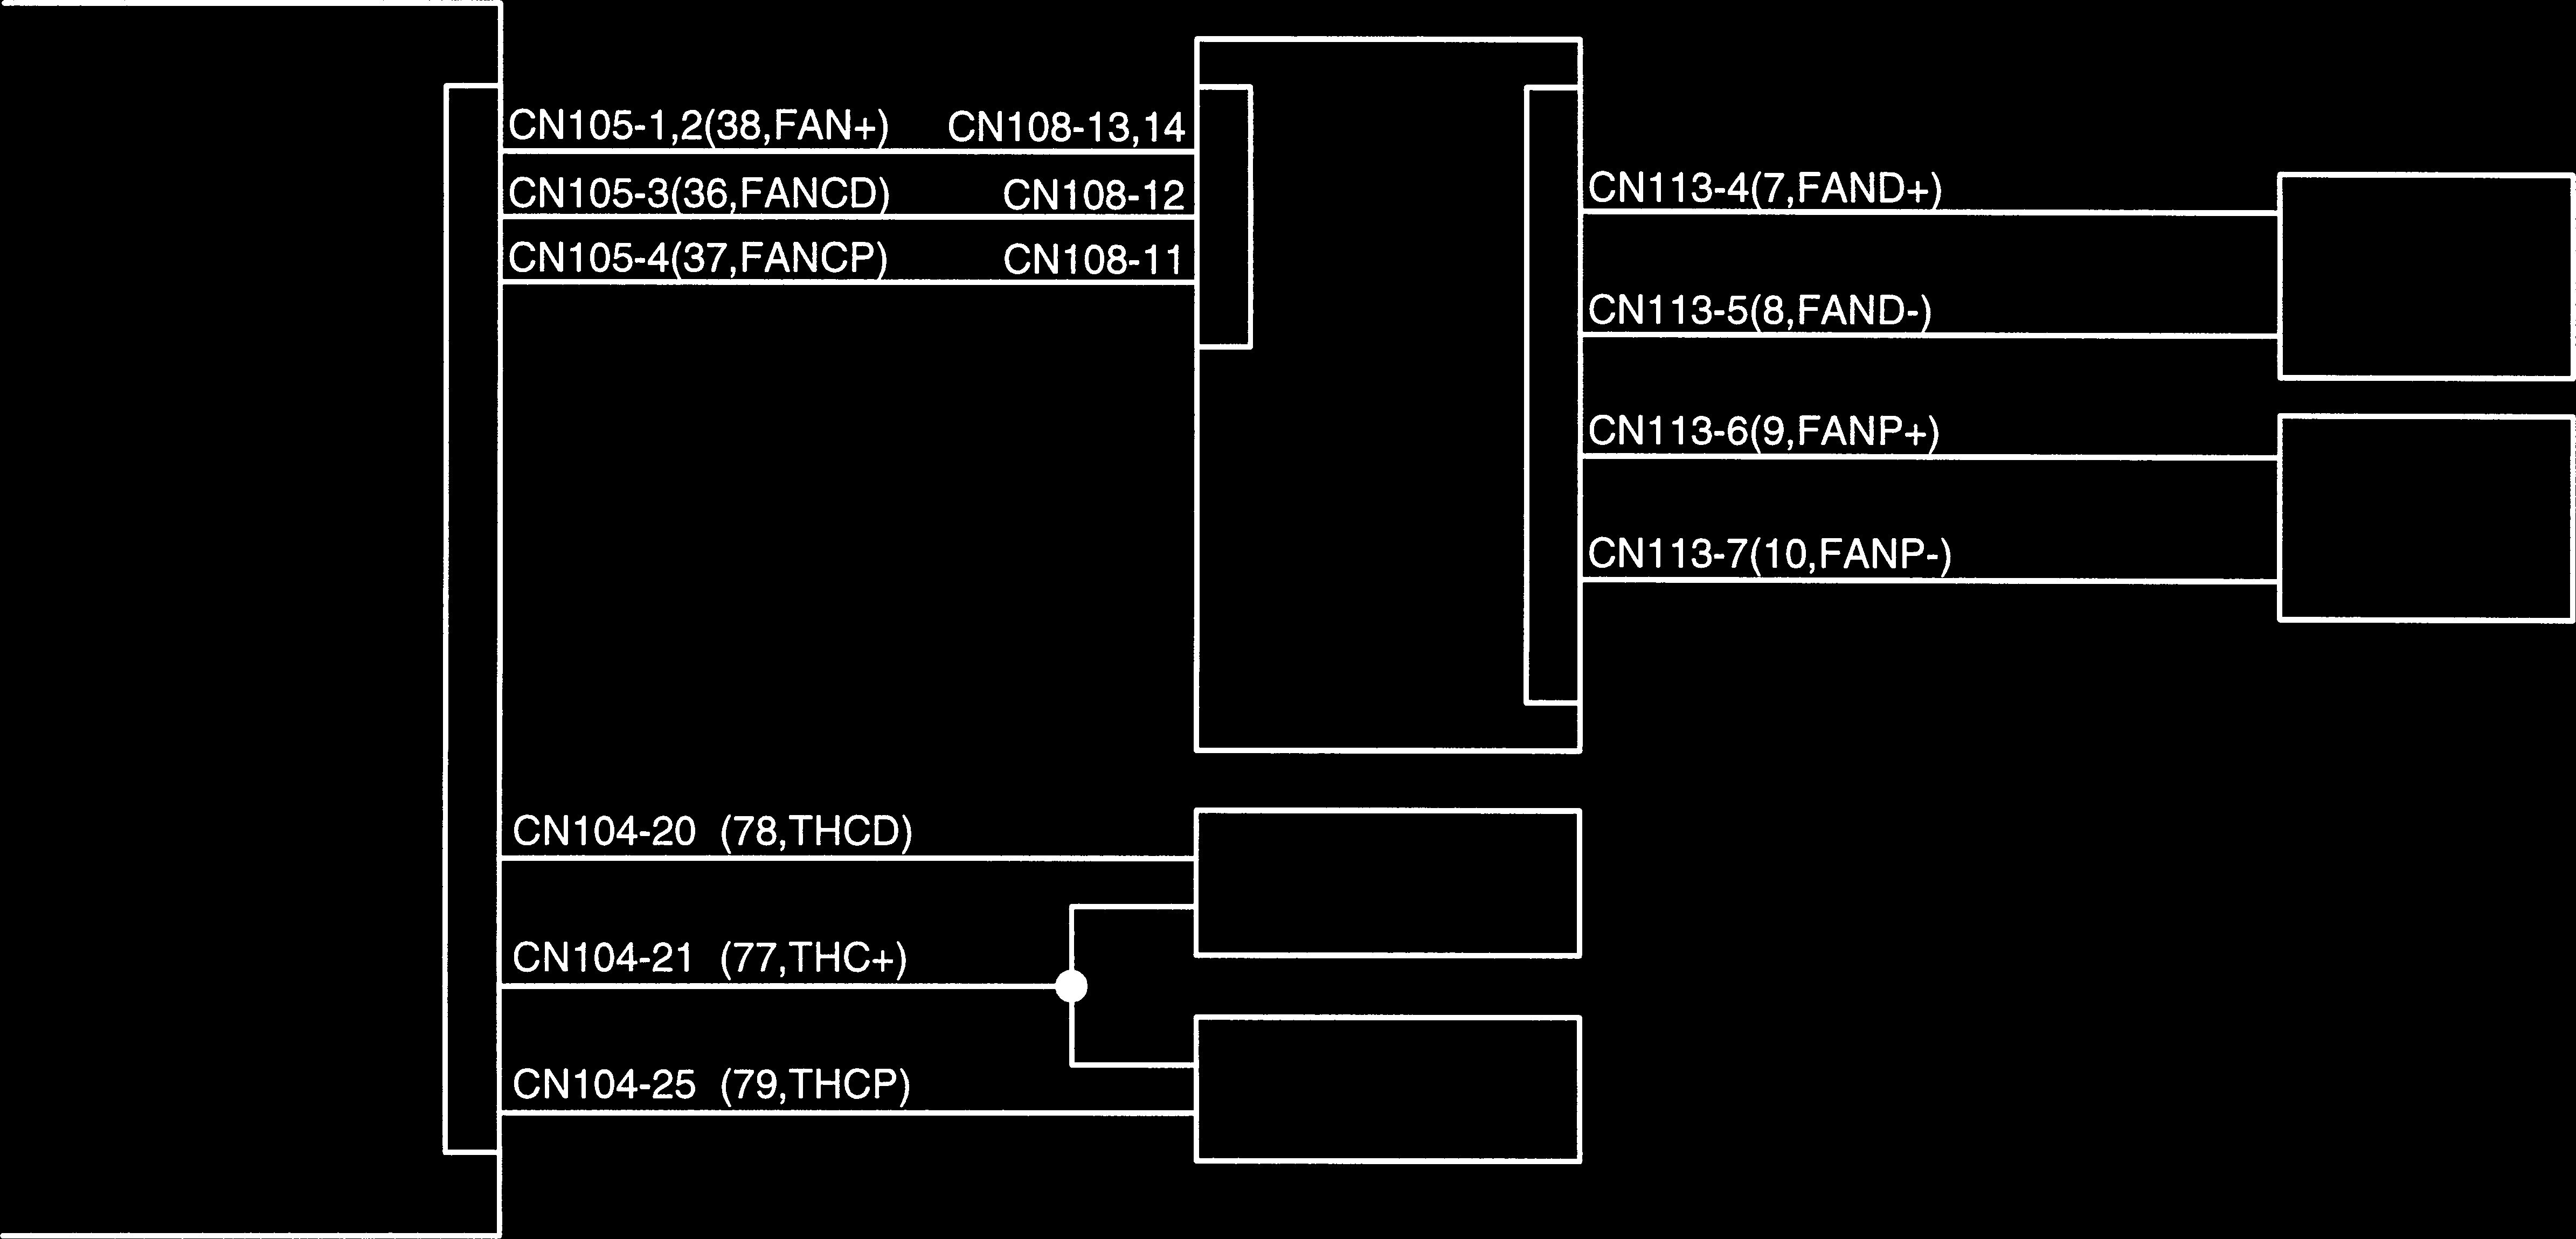 CN105-1,2(38,FAN+) CN108-13,14
CN105-3(36,FANCD) CN108-12
CN105-4(37,FANCP) CN108-11
CN113-4(7,FAND+)
CN113-5(8,FAND-)
CN113-6(9,FANP+)
CN113-7(10,FANP-)
CN104-20 (78,THCD)
CN104-21 (77,THC+)
CN104-25 (79,THCP)